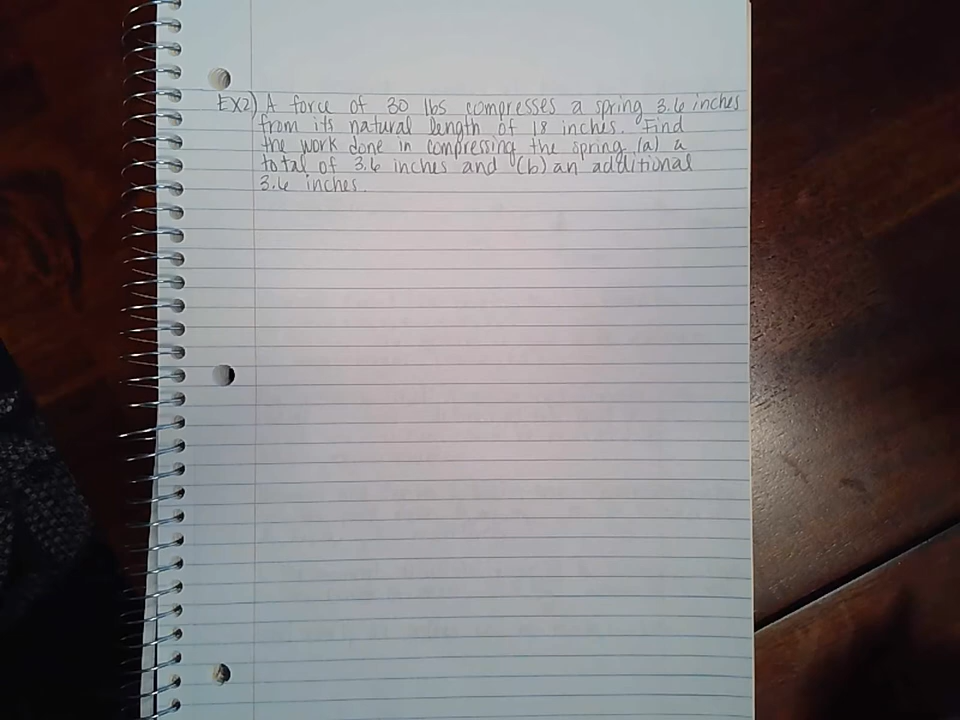 EX2) A force of 30 lbs compresses a spring 3.6 inches
from its natural length of 18 inches. Find
the work done in compressing the spring (a) a
total of 3.6 inches and (b) an additional
3.6 inches.